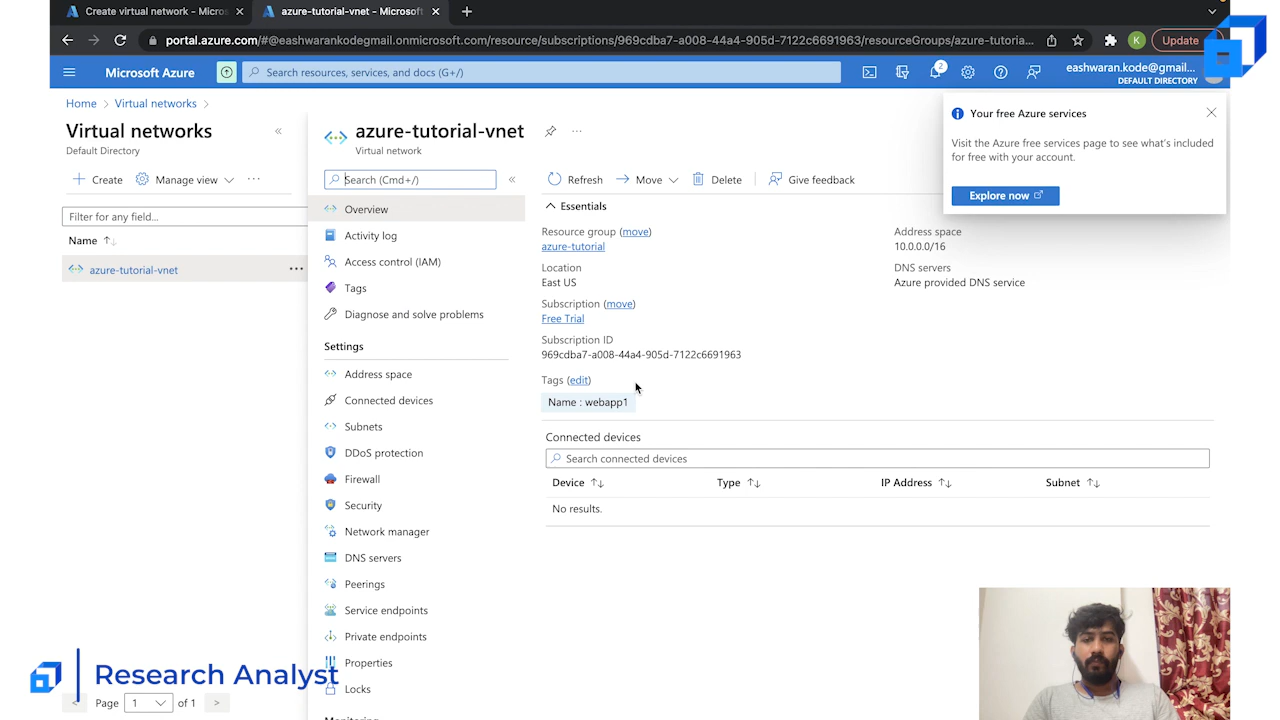 Create virtual network - Micros
azure-tutorial-vnet - Microsoft
portal.azure.com/#@eashwarankodegmail.onmicrosoft.com/resource/subscriptions/969cdba7-a008-44a4-905d-7122c6691963/resourceGroups/azure-tutoria...
K
Update
Microsoft Azure
Search resources, services, and docs (G+/)
2
eashwaran.kode@gmail....
DEFAULT DIRECTORY
Home > Virtual networks >
Virtual networks
Default Directory
Create
Manage view
Filter for any field...
Name
azure-tutorial-vnet
azure-tutorial-vnet
Virtual network
Search (Cmd+/)
Overview
Activity log
Access control (IAM)
Tags
Diagnose and solve problems
Settings
Address space
Connected devices
Subnets
DDoS protection
Firewall
Security
Network manager
DNS servers
Peerings
Service endpoints
Private endpoints
Properties
Locks
Monitoring
Refresh
Move
Delete
Give feedback
Essentials
Resource group (move)
azure-tutorial
Location
East US
Subscription (move)
Free Trial
Subscription ID
969cdba7-a008-44a4-905d-7122c6691963
Tags (edit)
Name : webapp1
Address space
10.0.0.0/16
DNS servers
Azure provided DNS service
Your free Azure services
Visit the Azure free services page to see what's included
for free with your account.
Explore now
Connected devices
Search connected devices
Device
Type
IP Address
Subnet
No results.
Research Analyst
< Page 1 of 1 >